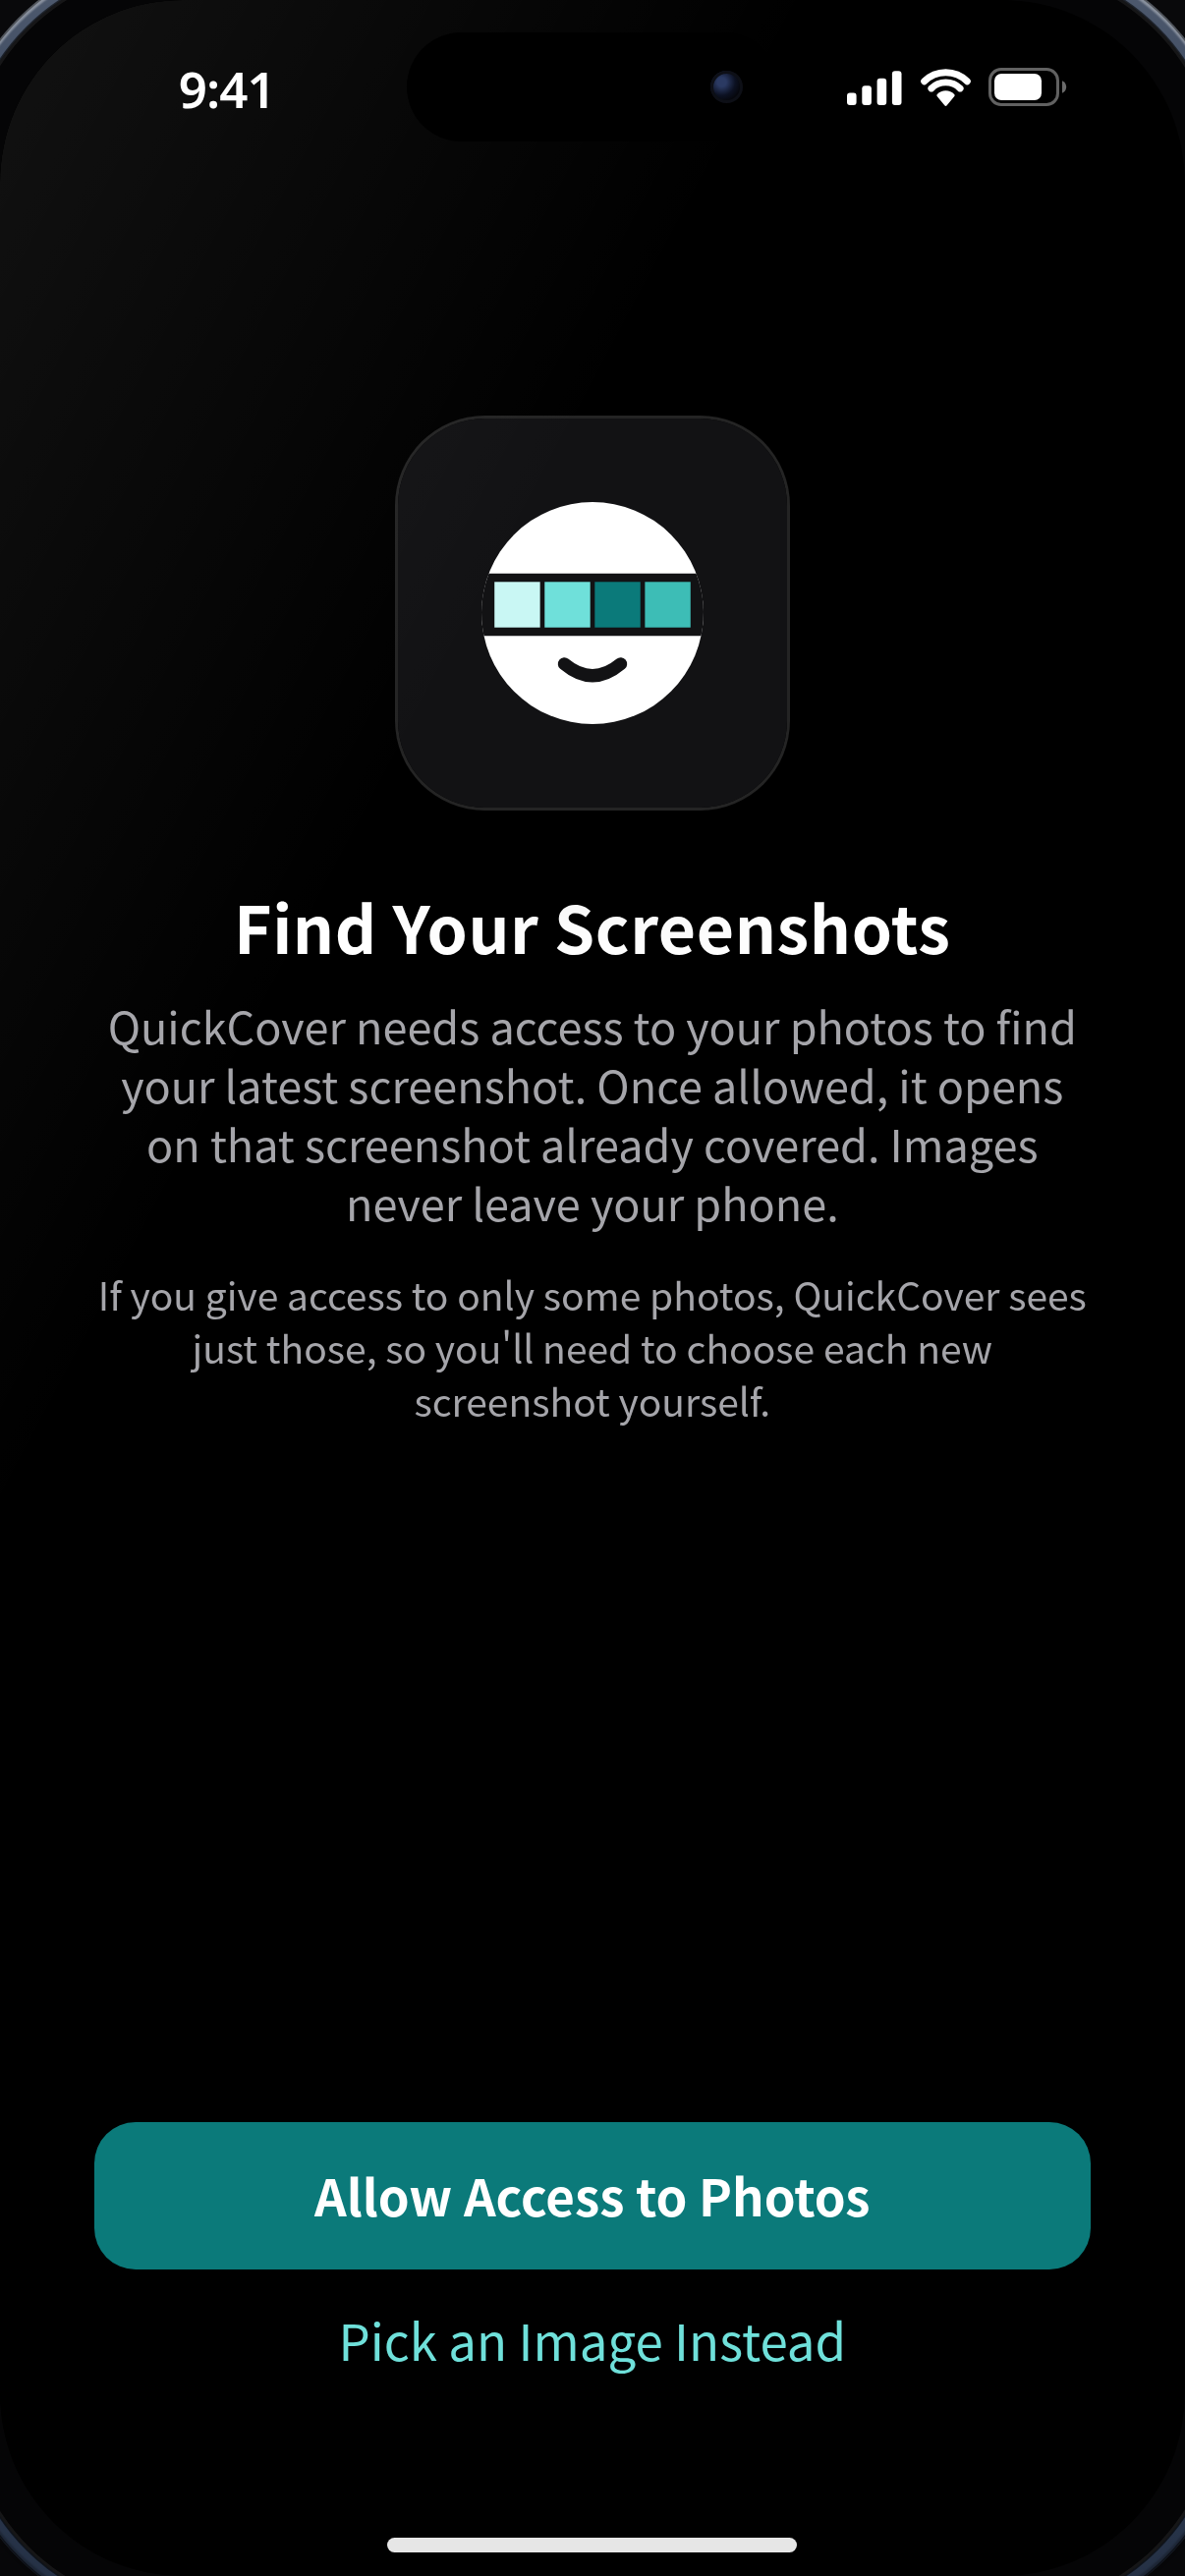 9:41
Find Your Screenshots
QuickCover needs access to your photos to find
your latest screenshot. Once allowed, it opens
on that screenshot already covered. Images
never leave your phone.
If you give access to only some photos, QuickCover sees
just those, so you'll need to choose each new
screenshot yourself.
Allow Access to Photos
Pick an Image Instead